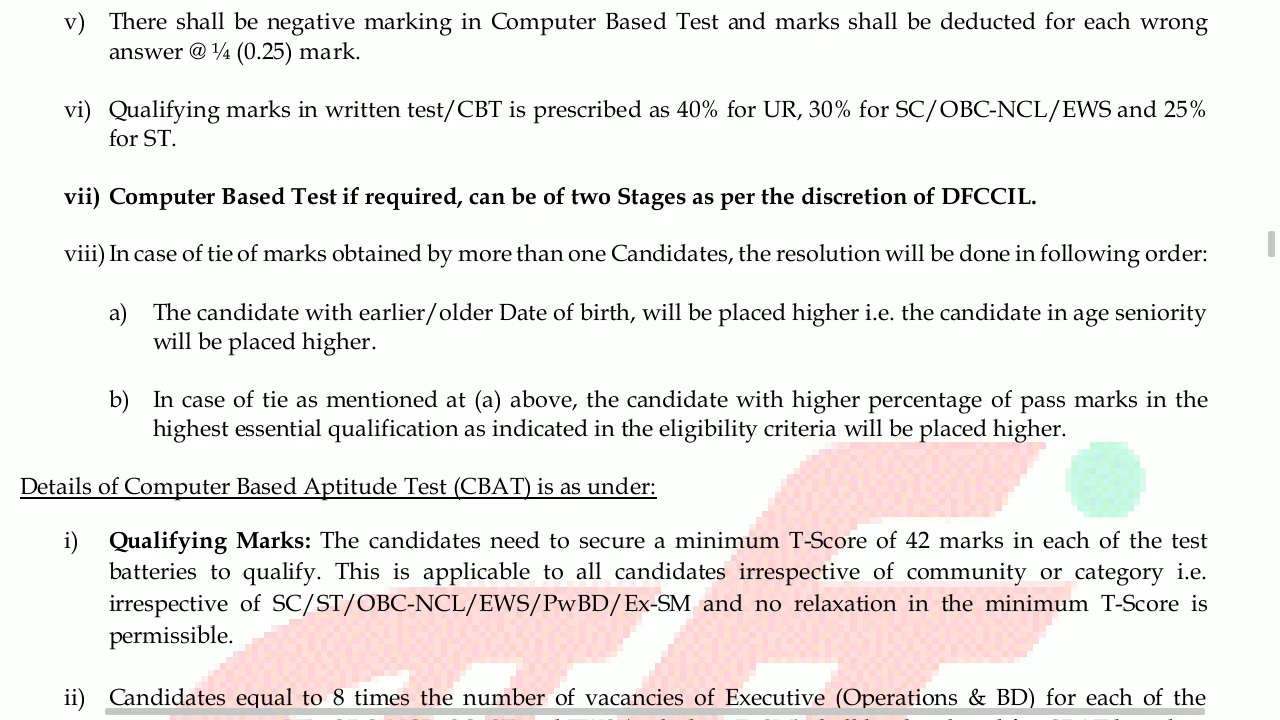 v) There shall be negative marking in Computer Based Test and marks shall be deducted for each wrong
answer @ ¼ (0.25) mark.
vi) Qualifying marks in written test/CBT is prescribed as 40% for UR, 30% for SC/OBC-NCL/EWS and 25%
for ST.
vii) Computer Based Test if required, can be of two Stages as per the discretion of DFCCIL.
viii) In case of tie of marks obtained by more than one Candidates, the resolution will be done in following order:
a) The candidate with earlier/older Date of birth, will be placed higher i.e. the candidate in age seniority
will be placed higher.
b) In case of tie as mentioned at (a) above, the candidate with higher percentage of pass marks in the
highest essential qualification as indicated in the eligibility criteria will be placed higher.
Details of Computer Based Aptitude Test (CBAT) is as under:
i) Qualifying Marks: The candidates need to secure a minimum T-Score of 42 marks in each of the test
batteries to qualify. This is applicable to all candidates irrespective of community or category i.e.
irrespective of SC/ST/OBC-NCL/EWS/PwBD/Ex-SM and no relaxation in the minimum T-Score is
permissible.
ii) Candidates equal to 8 times the number of vacancies of Executive (Operations & BD) for each of the